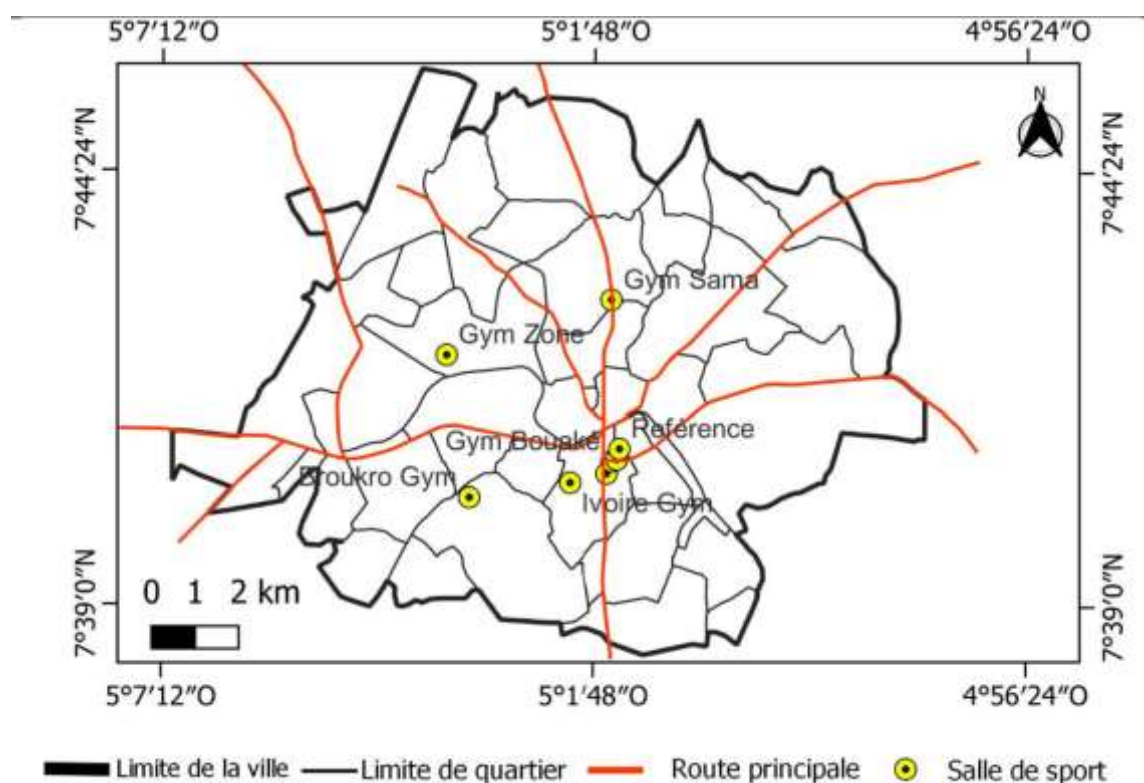 5°7′12″O 5°1′48″O 4°56′24″O
N
7°44′24″N 7°44′24″N
Gym Sama
Gym Zone
Gym Bouaké Reférence
Broukro Gym
Ivoire Gym
0 1 2 km
7°39′0″N 7°39′0″N
5°7′12″O 5°1′48″O 4°56′24″O
Limite de la ville Limite de quartier Route principale Salle de sport